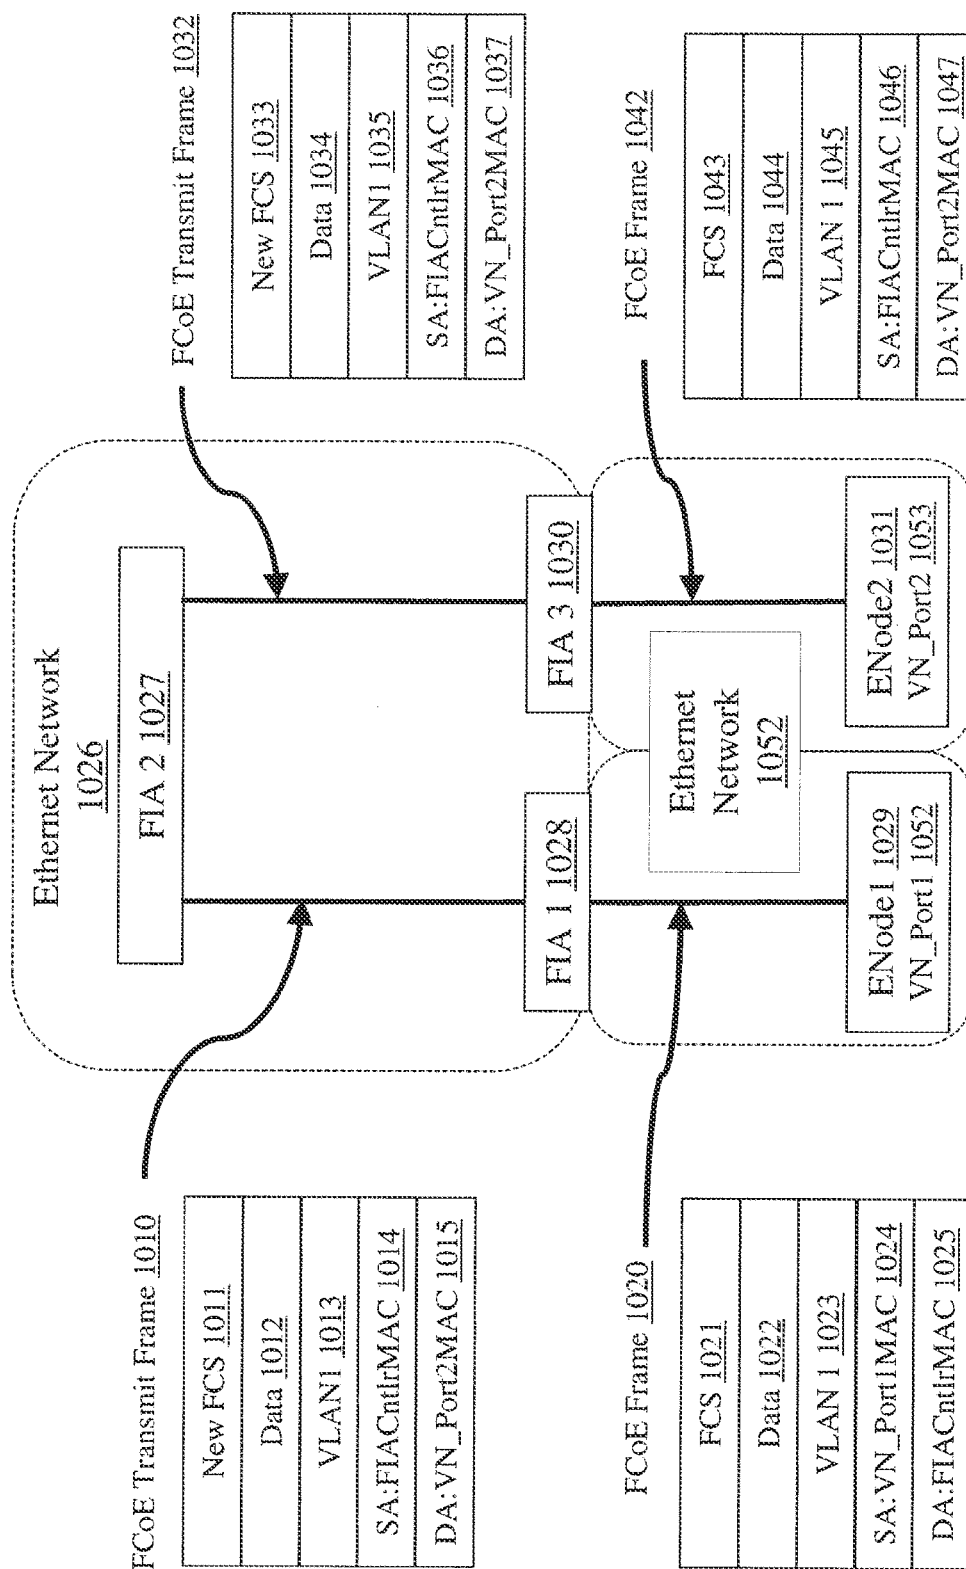 FCoE Transmit Frame 1010
New FCS 1011
Data 1012
VLAN1 1013
SA:FIACntlrMAC 1014
DA:VN_Port2MAC 1015
Ethernet Network
1026
FIA 2 1027
FCoE Transmit Frame 1032
New FCS 1033
Data 1034
VLAN1 1035
SA:FIACntlrMAC 1036
DA:VN_Port2MAC 1037
FIA 1 1028
FIA 3 1030
FCoE Frame 1020
FCS 1021
Data 1022
VLAN 1 1023
SA:VN_Port1MAC 1024
DA:FIACntlrMAC 1025
Ethernet
Network
1052
ENode1 1029
VN_Port1 1052
ENode2 1031
VN_Port2 1053
FCoE Frame 1042
FCS 1043
Data 1044
VLAN 1 1045
SA:FIACntlrMAC 1046
DA:VN_Port2MAC 1047